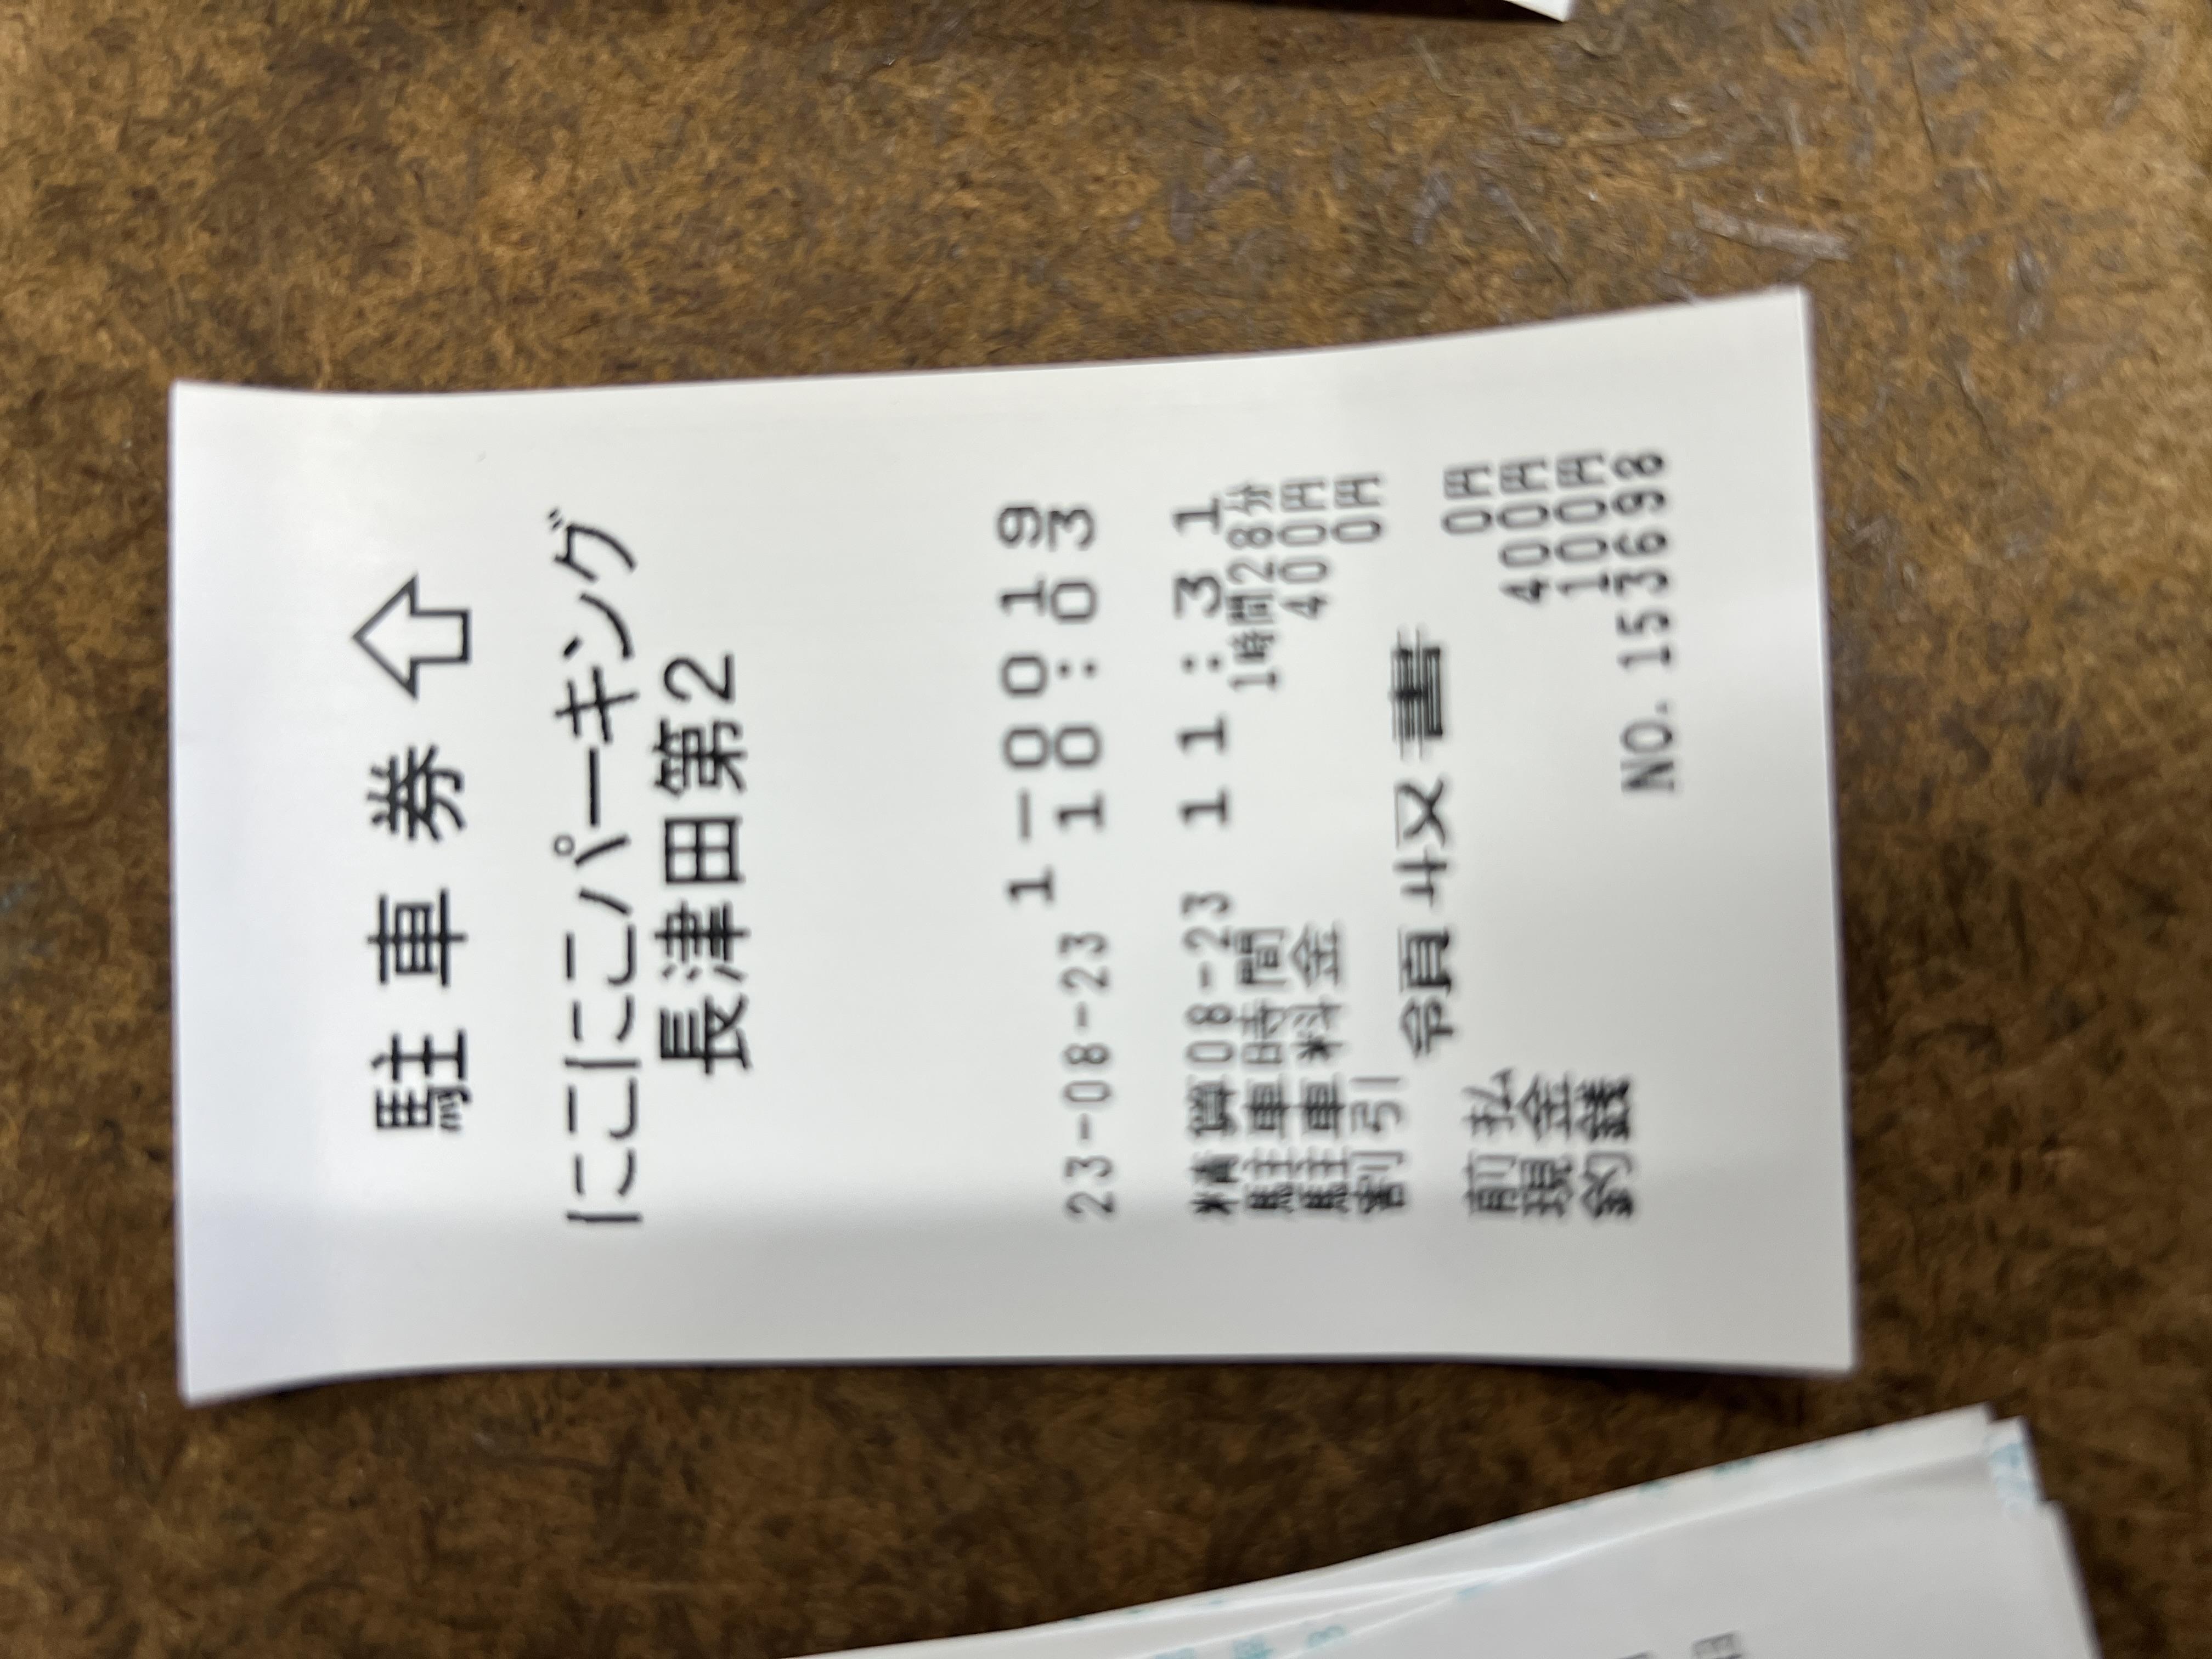 駐車券 ⇧
にこにこパーキング
長津田第2
1-0019
23-08-23 10:03
精算08-23 11:31
駐車時間 1時間28分
駐車料金 400円
割引 0円
領収書
前払 0円
現金 400円
釣銭 100円
NO. 153698